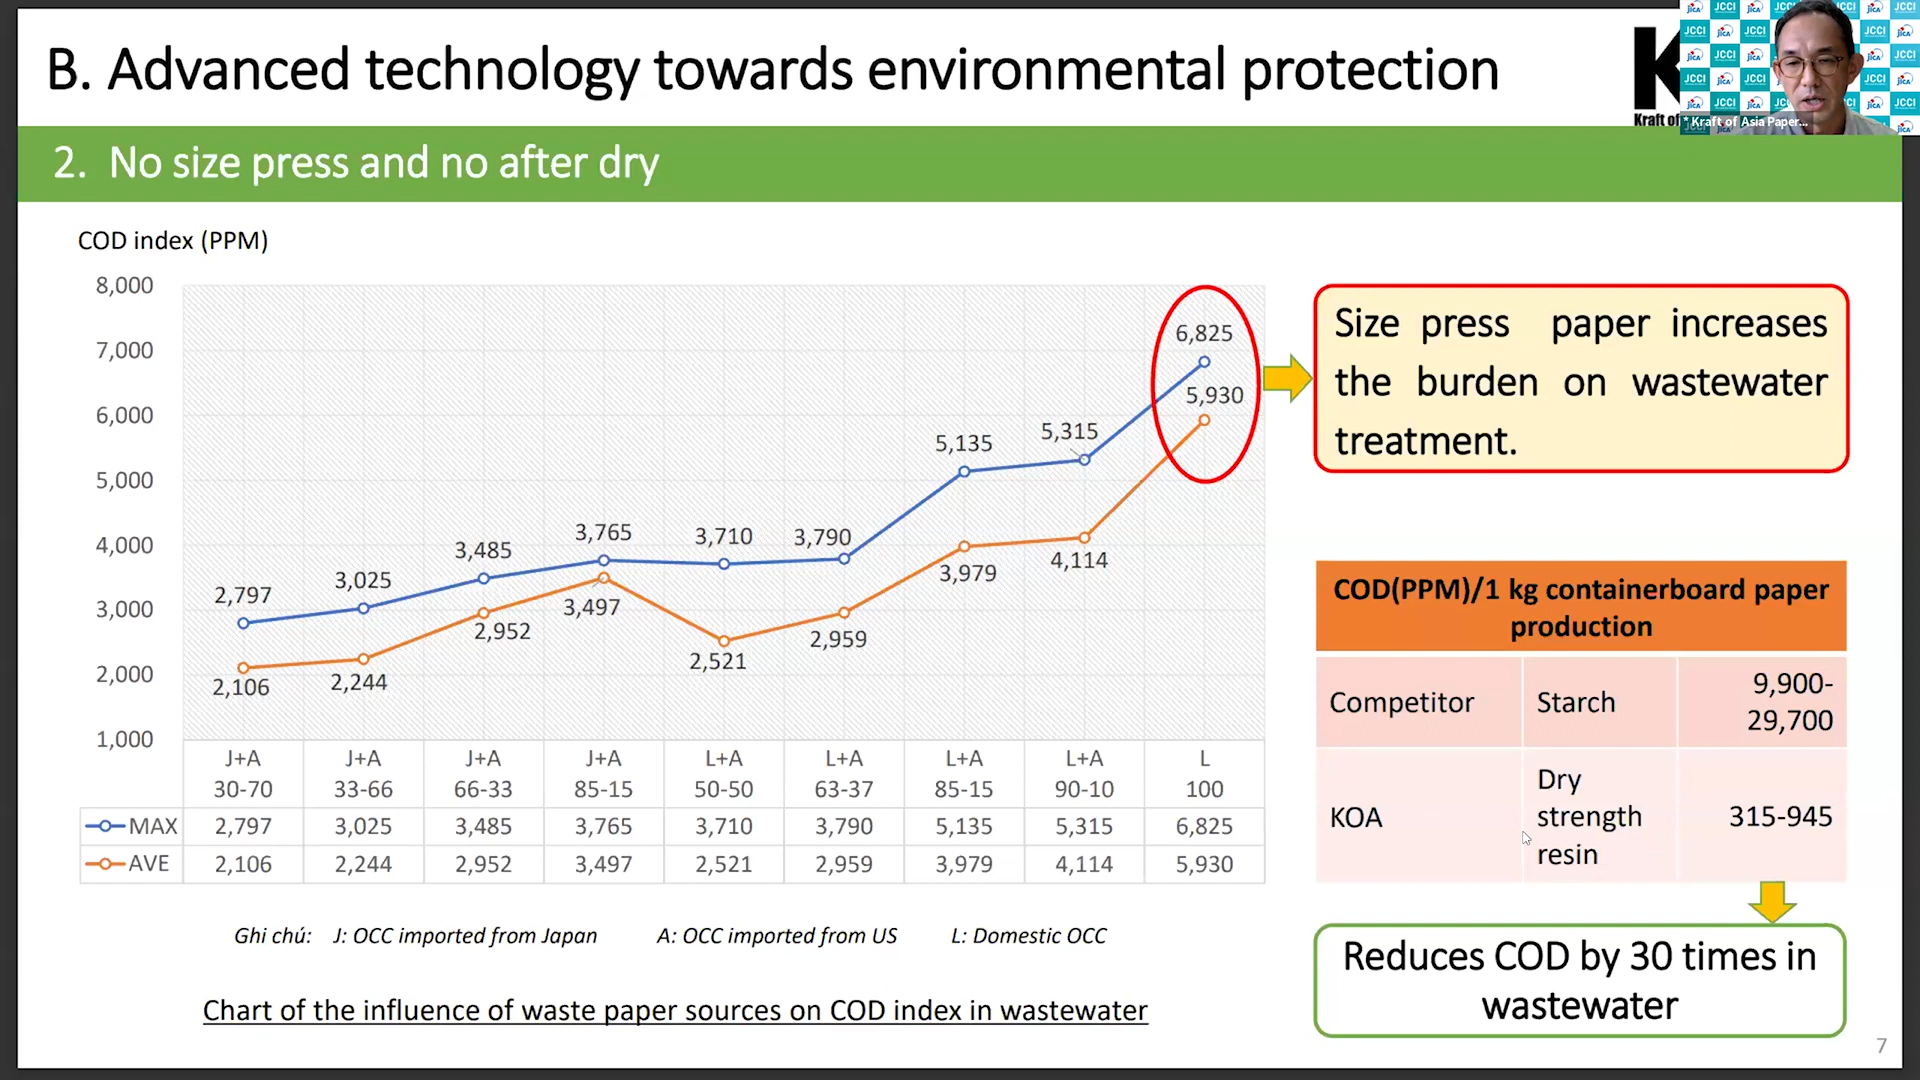 B. Advanced technology towards environmental protection
K
Kraft of
* Kraft of Asia Paper...
JICA JCCI
2. No size press and no after dry
COD index (PPM)
8,000
7,000
6,000
5,000
4,000
3,000
2,000
1,000
2,797
3,025
3,485
3,765
3,710
3,790
5,135
5,315
6,825
2,106
2,244
2,952
3,497
2,521
2,959
3,979
4,114
5,930
J+A J+A J+A J+A L+A L+A L+A L+A L
30-70 33-66 66-33 85-15 50-50 63-37 85-15 90-10 100
MAX 2,797 3,025 3,485 3,765 3,710 3,790 5,135 5,315 6,825
AVE 2,106 2,244 2,952 3,497 2,521 2,959 3,979 4,114 5,930
Ghi chú: J: OCC imported from Japan A: OCC imported from US L: Domestic OCC
Chart of the influence of waste paper sources on COD index in wastewater
Size press paper increases
the burden on wastewater
treatment.
COD(PPM)/1 kg containerboard paper
production
Competitor Starch 9,900-
29,700
KOA Dry
strength
resin 315-945
Reduces COD by 30 times in
wastewater
7